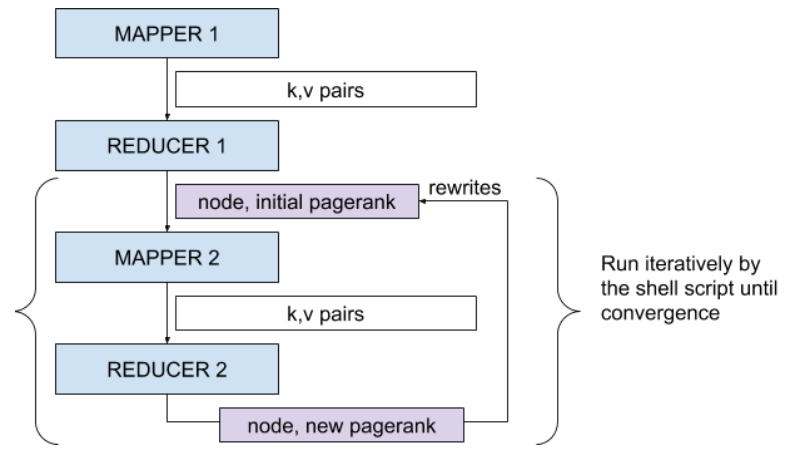 MAPPER 1
k,v pairs
REDUCER 1
node, initial pagerank
rewrites
MAPPER 2
k,v pairs
REDUCER 2
node, new pagerank
Run iteratively by
the shell script until
convergence